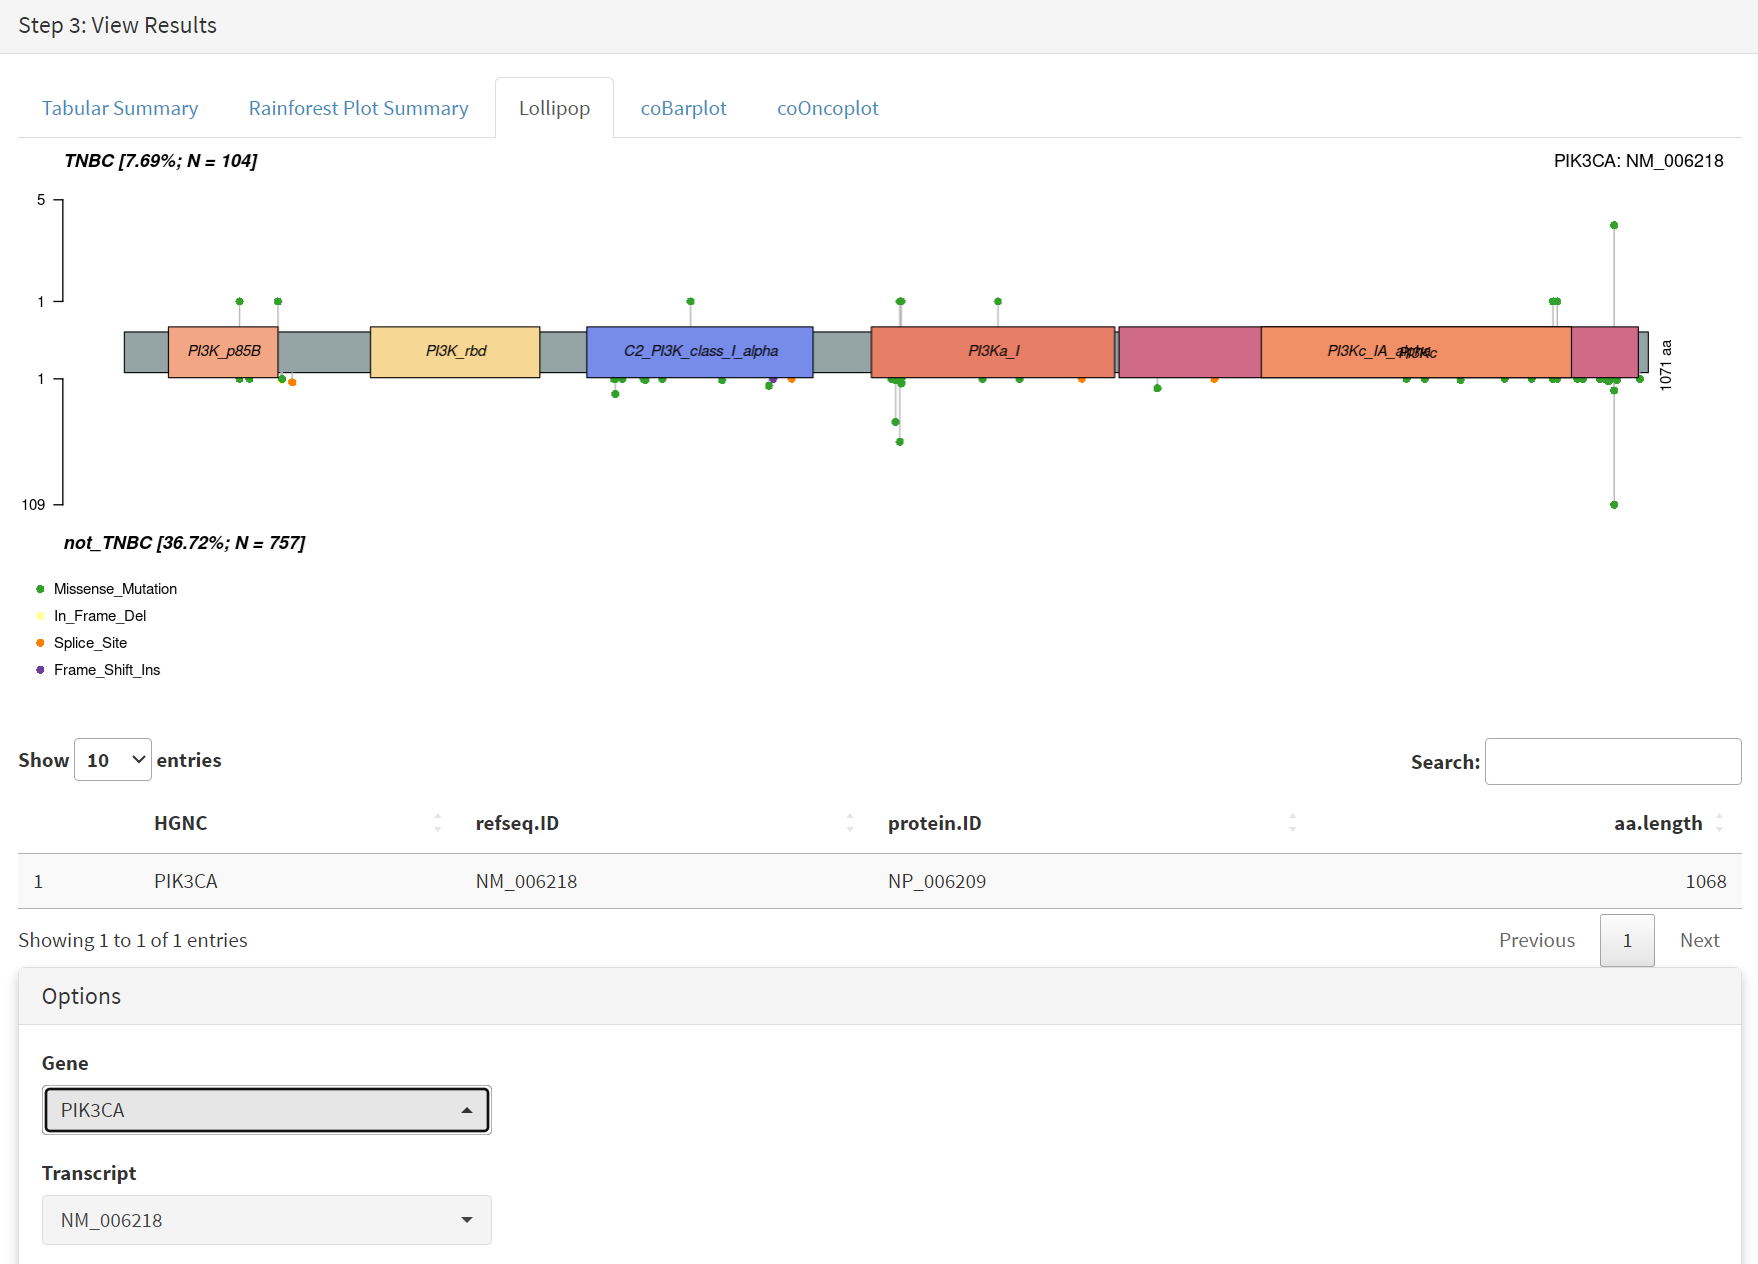 Step 3: View Results
Tabular Summary Rainforest Plot Summary Lollipop coBarplot coOncoplot
TNBC [7.69%; N = 104] PIK3CA: NM_006218
5
1
PI3K_p85B PI3K_rbd C2_PI3K_class_I_alpha PI3Ka_I PI3Kc_IA_alpha PI3Kc 1071 aa
1
109
not_TNBC [36.72%; N = 757]
Missense_Mutation
In_Frame_Del
Splice_Site
Frame_Shift_Ins
Show 10 entries Search:
HGNC refseq.ID protein.ID aa.length
1 PIK3CA NM_006218 NP_006209 1068
Showing 1 to 1 of 1 entries Previous 1 Next
Options
Gene
PIK3CA
Transcript
NM_006218